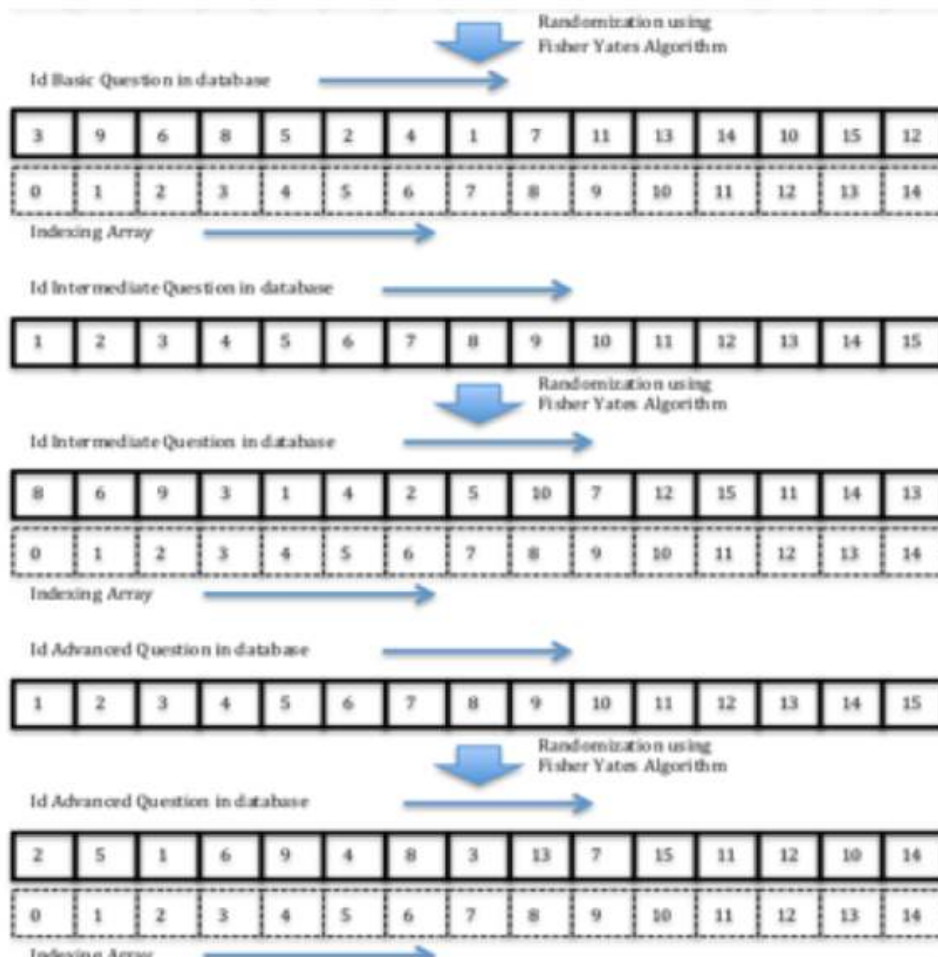 Randomization using
Fisher Yates Algorithm
Id Basic Question in database
3 9 6 8 5 2 4 1 7 11 13 14 10 15 12
0 1 2 3 4 5 6 7 8 9 10 11 12 13 14
Indexing Array
Id Intermediate Question in database
1 2 3 4 5 6 7 8 9 10 11 12 13 14 15
Randomization using
Fisher Yates Algorithm
Id Intermediate Question in database
8 6 9 3 1 4 2 5 10 7 12 15 11 14 13
0 1 2 3 4 5 6 7 8 9 10 11 12 13 14
Indexing Array
Id Advanced Question in database
1 2 3 4 5 6 7 8 9 10 11 12 13 14 15
Randomization using
Fisher Yates Algorithm
Id Advanced Question in database
2 5 1 6 9 4 8 3 13 7 15 11 12 10 14
0 1 2 3 4 5 6 7 8 9 10 11 12 13 14
Indexing Array